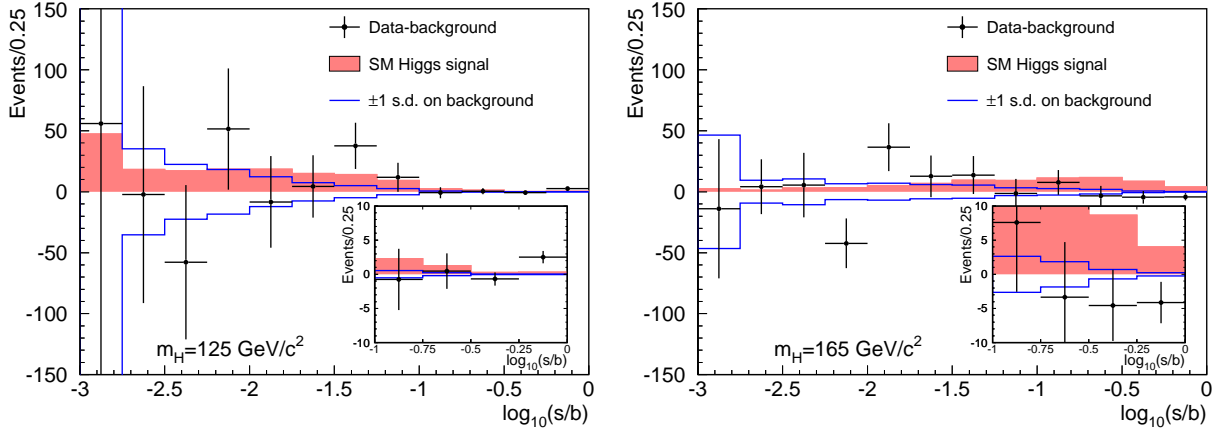 Events/0.25
150
100
50
0
-50
-100
-150
Data-background
SM Higgs signal
±1 s.d. on background
m_H=125 GeV/c²
Events/0.25
10
5
0
-5
-10
-1 -0.75 -0.5 -0.25 0
log₁₀(s/b)
-3 -2.5 -2 -1.5 -1 -0.5 0
log₁₀(s/b)
Events/0.25
150
100
50
0
-50
-100
-150
Data-background
SM Higgs signal
±1 s.d. on background
m_H=165 GeV/c²
Events/0.25
10
5
0
-5
-10
-1 -0.75 -0.5 -0.25 0
log₁₀(s/b)
-3 -2.5 -2 -1.5 -1 -0.5 0
log₁₀(s/b)